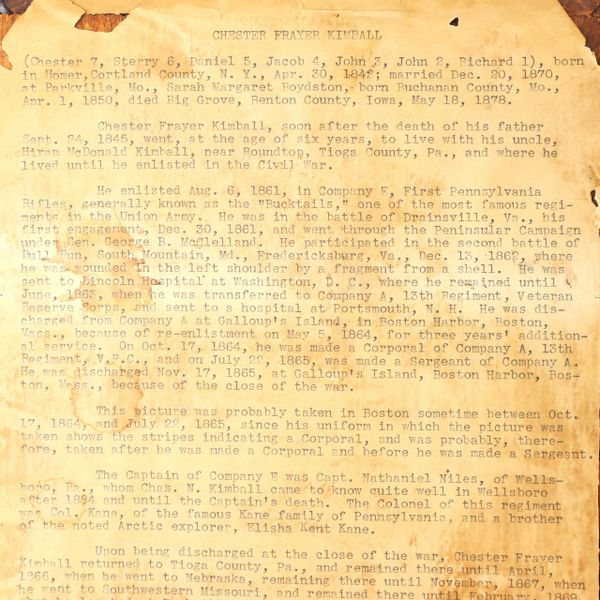 CHESTER FRAYER KIMBALL
(Chester 7, Sterry 6, Daniel 5, Jacob 4, John 3, John 2, Richard 1), born
in Homer,Cortland County, N. Y., Apr. 30, 1842; married Dec. 20, 1870,
at Parkville, Mo., Sarah Margaret Boydston, born Buchanan County, Mo.,
Apr. 1, 1850, died Big Grove, Benton County, Iowa, May 18, 1878.
Chester Frayer Kimball, soon after the death of his father
Sept. 24, 1845, went, at the age of six years, to live with his uncle,
Hiram McDonald Kimball, near Roundtop, Tioga County, Pa., and where he
lived until he enlisted in the Civil War.
He enlisted Aug. 6, 1861, in Company E, First Pennsylvania
Rifles, generally known as the "Bucktails," one of the most famous regi-
ments in the Union Army. He was in the battle of Drainsville, Va., his
first engagement, Dec. 30, 1861, and went through the Peninsular Campaign
under Gen. George B. McClelland. He participated in the second battle of
Bull Run, South Mountain, Md., Fredericksburg, Va., Dec. 13, 1862, where
he was wounded in the left shoulder by a fragment from a shell. He was
sent to Lincoln Hospital at Washington, D. C., where he remained until
June, 1863, when he was transferred to Company A, 13th Regiment, Veteran
Reserve Corps, and sent to a hospital at Portsmouth, N. H. He was dis-
charged from Company A at Galloup's Island, in Boston Harbor, Boston,
Mass., because of re-enlistment on May 5, 1864, for three years' addition-
al service. On Oct. 17, 1864, he was made a Corporal of Company A, 13th
Regiment, V.R.C., and on July 22, 1865, was made a Sergeant of Company A.
He was discharged Nov. 17, 1865, at Galloup's Island, Boston Harbor, Bos-
ton, Mass., because of the close of the war.
This picture was probably taken in Boston sometime between Oct.
17, 1864, and July 22, 1865, since his uniform in which the picture was
taken shows the stripes indicating a Corporal, and was probably, there-
fore, taken after he was made a Corporal and before he was made a Sergeant.
The Captain of Company E was Capt. Nathaniel Niles, of Wells-
boro, Pa., whom Chas. N. Kimball came to know quite well in Wellsboro
after 1884 and until the Captain's death. The Colonel of this regiment
was Col. Kane, of the famous Kane family of Pennsylvania, and a brother
of the noted Arctic explorer, Elisha Kent Kane.
Upon being discharged at the close of the war, Chester Frayer
Kimball returned to Tioga County, Pa., and remained there until April,
1866, when he went to Nebraska, remaining there until November, 1867, when
he went to Southwestern Missouri, and remained there until February, 1869,